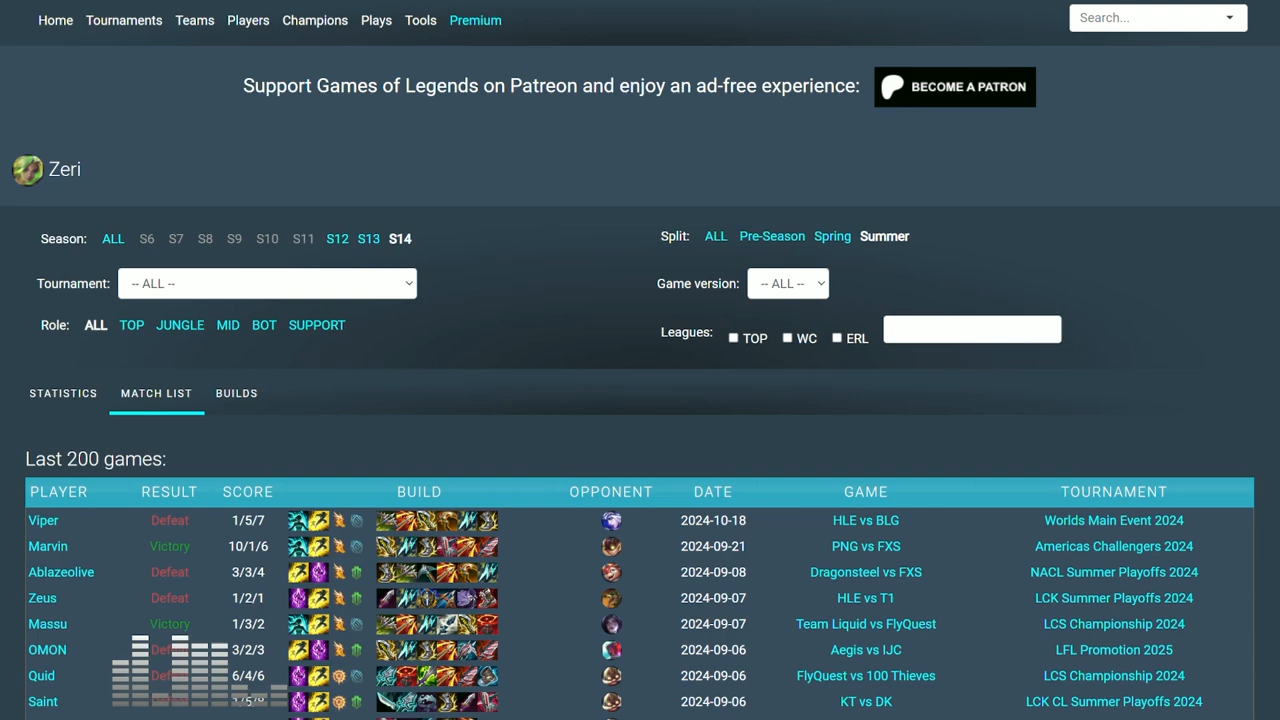 Home Tournaments Teams Players Champions Plays Tools Premium Search...
Support Games of Legends on Patreon and enjoy an ad-free experience: BECOME A PATRON
Zeri
Season: ALL S6 S7 S8 S9 S10 S11 S12 S13 S14 Split: ALL Pre-Season Spring Summer
Tournament: -- ALL -- Game version: -- ALL --
Role: ALL TOP JUNGLE MID BOT SUPPORT Leagues: TOP WC ERL
STATISTICS MATCH LIST BUILDS
Last 200 games:
PLAYER RESULT SCORE BUILD OPPONENT DATE GAME TOURNAMENT
Viper Defeat 1/5/7 2024-10-18 HLE vs BLG Worlds Main Event 2024
Marvin Victory 10/1/6 2024-09-21 PNG vs FXS Americas Challengers 2024
Ablazeolive Defeat 3/3/4 2024-09-08 Dragonsteel vs FXS NACL Summer Playoffs 2024
Zeus Defeat 1/2/1 2024-09-07 HLE vs T1 LCK Summer Playoffs 2024
Massu Victory 1/3/2 2024-09-07 Team Liquid vs FlyQuest LCS Championship 2024
OMON 3/2/3 2024-09-06 Aegis vs IJC LFL Promotion 2025
Quid 6/4/6 2024-09-06 FlyQuest vs 100 Thieves LCS Championship 2024
Saint 2024-09-06 KT vs DK LCK CL Summer Playoffs 2024